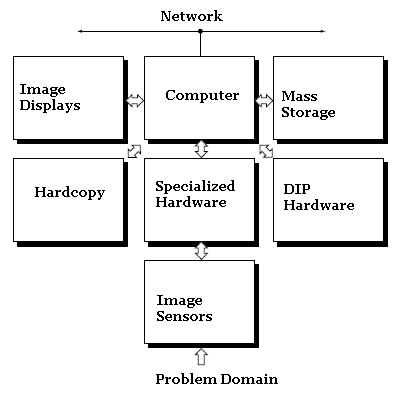 Network
Image
Displays
Computer
Mass
Storage
Hardcopy
Specialized
Hardware
DIP
Hardware
Image
Sensors
Problem Domain